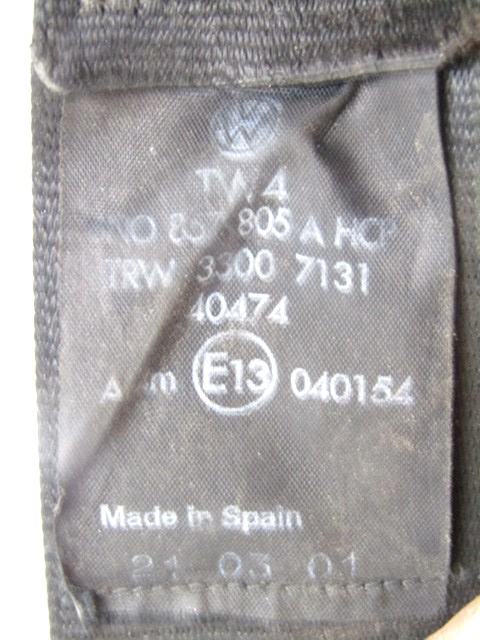 TW 4
805 A HCP
TRW 3300 7131
40474
E13 040154
Made in Spain
21 03 01